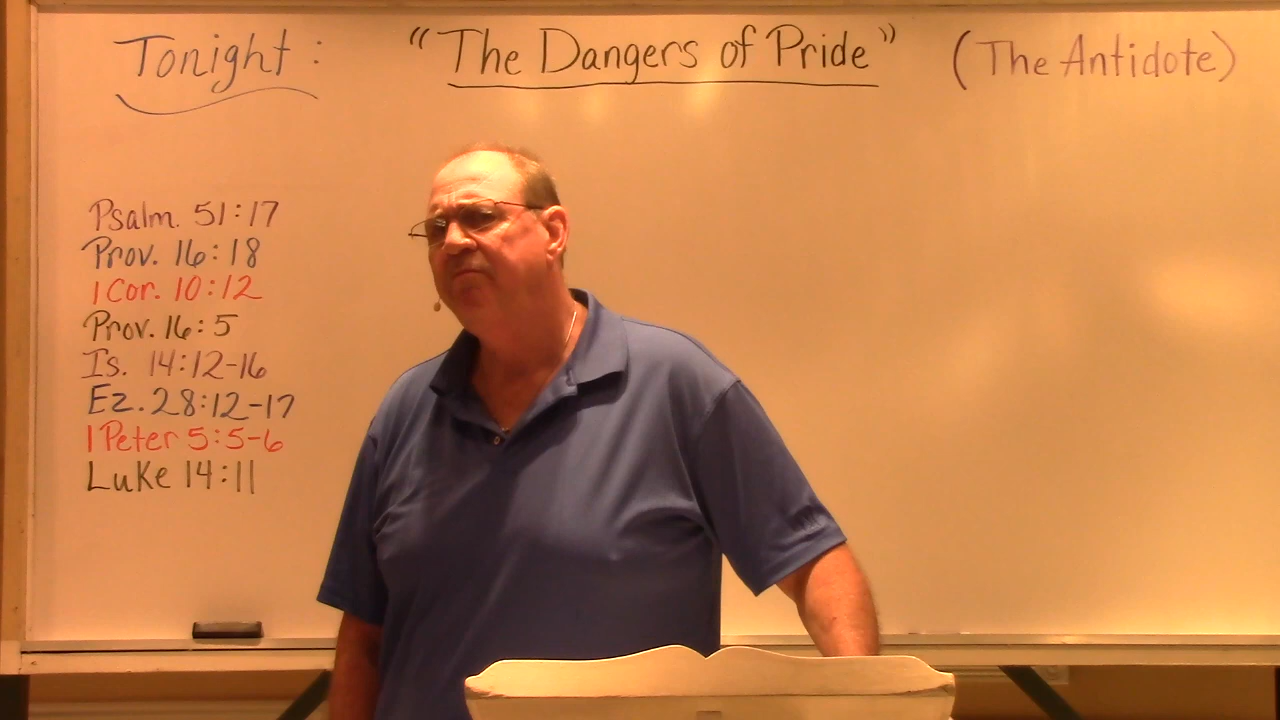 Tonight: "The Dangers of Pride" (The Antidote)
Psalm. 51:17
Prov. 16:18
1 Cor. 10:12
Prov. 16:5
Is. 14:12-16
Ez. 28:12-17
1 Peter 5:5-6
Luke 14:11